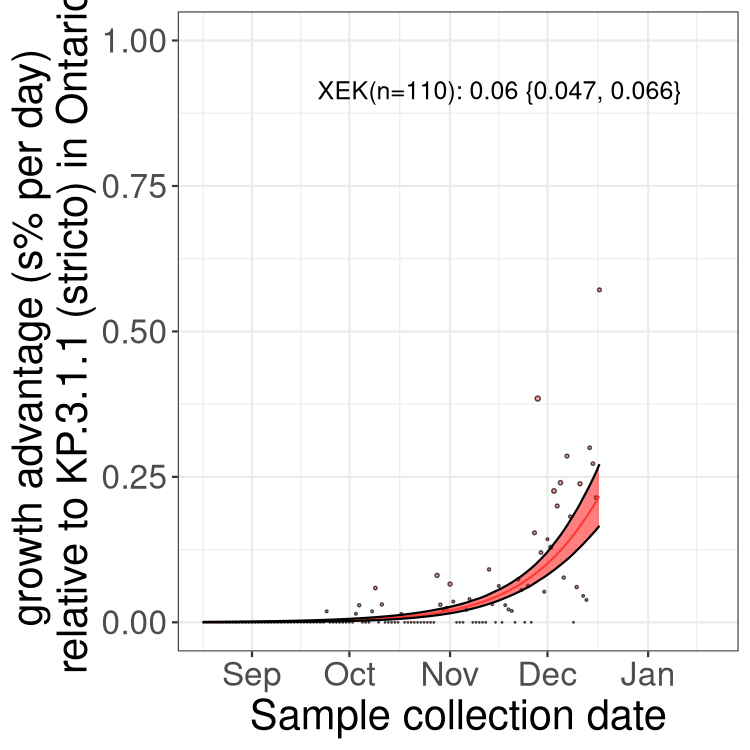 growth advantage (s% per day)
relative to KP.3.1.1 (stricto) in Ontario
1.00
0.75
0.50
0.25
0.00
XEK(n=110): 0.06 {0.047, 0.066}
Sep Oct Nov Dec Jan
Sample collection date